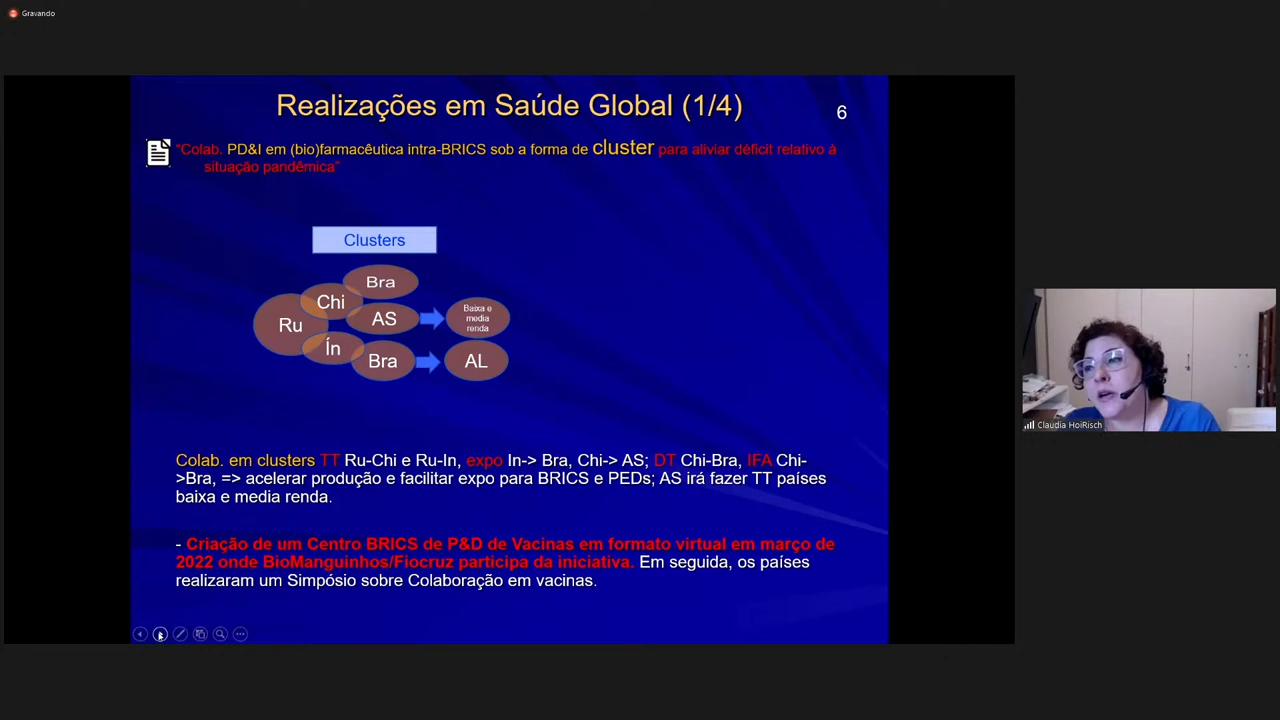 Gravando
Realizações em Saúde Global (1/4)
6
"Colab. PD&I em (bio)farmacêutica intra-BRICS sob a forma de cluster para aliviar déficit relativo à
situação pandêmica"
Clusters
Bra
Chi
Ru
AS
Baixa e
media
renda
Ín
Bra
AL
Colab. em clusters TT Ru-Chi e Ru-In, expo In-> Bra, Chi-> AS; DT Chi-Bra, IFA Chi-
>Bra, => acelerar produção e facilitar expo para BRICS e PEDs; AS irá fazer TT países
baixa e media renda.
- Criação de um Centro BRICS de P&D de Vacinas em formato virtual em março de
2022 onde BioManguinhos/Fiocruz participa da iniciativa. Em seguida, os países
realizaram um Simpósio sobre Colaboração em vacinas.
Claudia HoiRisch